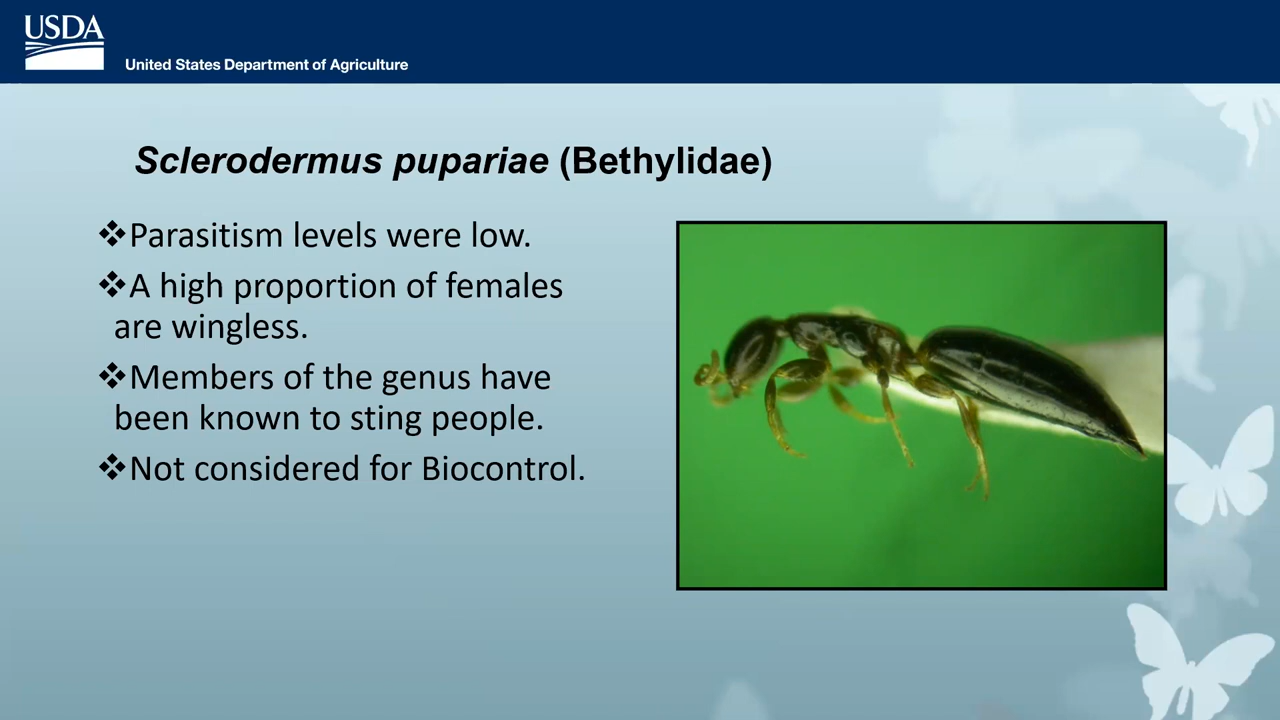 USDA
United States Department of Agriculture
Sclerodermus pupariae (Bethylidae)
❖Parasitism levels were low.
❖A high proportion of females
are wingless.
❖Members of the genus have
been known to sting people.
❖Not considered for Biocontrol.